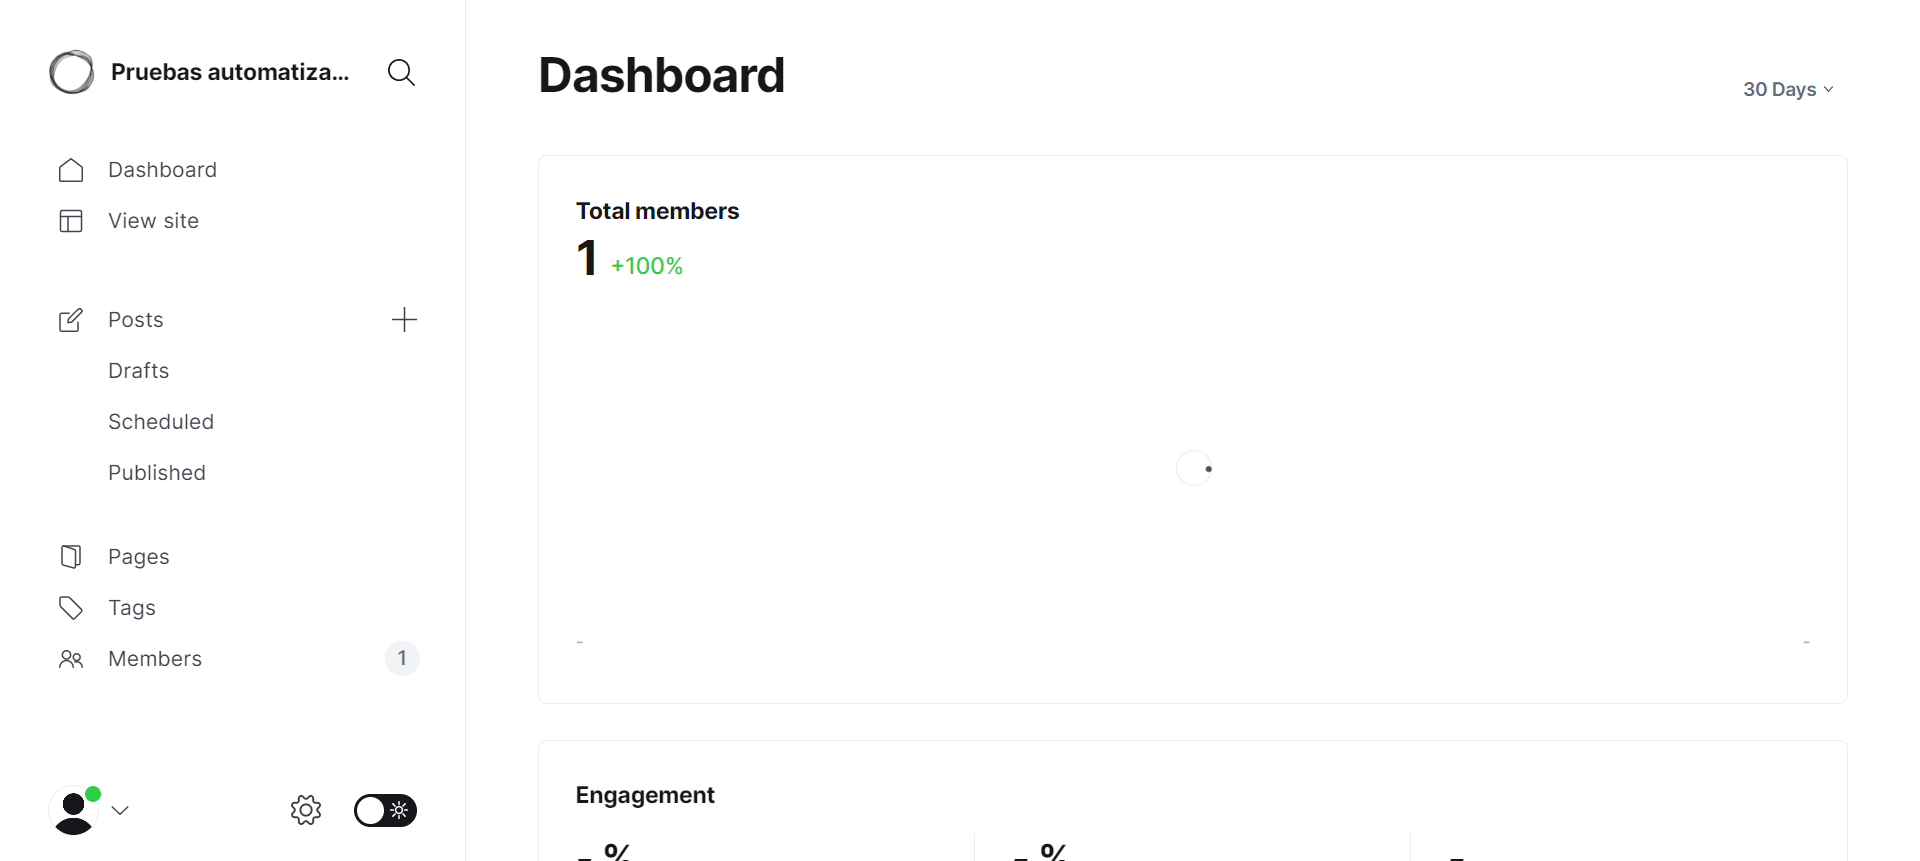 Pruebas automatiza...
Dashboard
View site
Posts
Drafts
Scheduled
Published
Pages
Tags
Members
1
Dashboard
30 Days
Total members
1 +100%
- -
Engagement
- % - % -